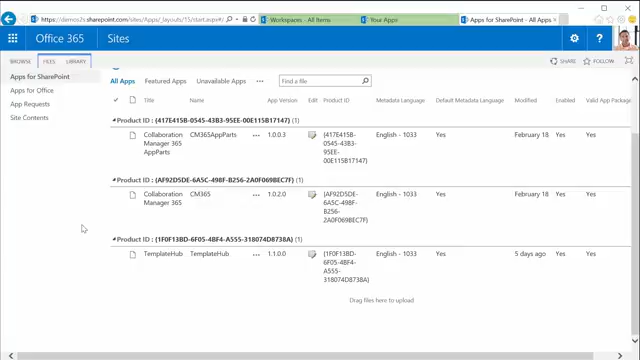 https://demo2s.sharepoint.com/sites/Apps/_layouts/15/start.aspx#/
Workspaces - All Items
Your Apps
Apps for SharePoint - All Apps
Office 365
Sites
?
BROWSE FILES LIBRARY
SHARE FOLLOW
Apps for SharePoint
Apps for Office
App Requests
Site Contents
All Apps Featured Apps Unavailable Apps ••• Find a file
Title Name App Version Edit Product ID Metadata Language Default Metadata Language Modified Enabled Valid App Package
Product ID : {417E415B-0545-43B3-95EE-00E115B17147} (1)
Collaboration Manager 365 AppParts CM365AppParts ••• 1.0.0.3 {417E415B-0545-43B3-95EE-00E115B17147} English - 1033 Yes February 18 Yes Yes
Product ID : {AF92D5DE-6A5C-498F-B256-2A0F069BEC7F} (1)
Collaboration Manager 365 CM365 ••• 1.0.2.0 {AF92D5DE-6A5C-498F-B256-2A0F069BEC7F} English - 1033 Yes February 18 Yes Yes
Product ID : {1F0F13BD-6F05-4BF4-A555-318074D8738A} (1)
TemplateHub TemplateHub ••• 1.1.0.0 {1F0F13BD-6F05-4BF4-A555-318074D8738A} English - 1033 Yes 5 days ago Yes Yes
Drag files here to upload